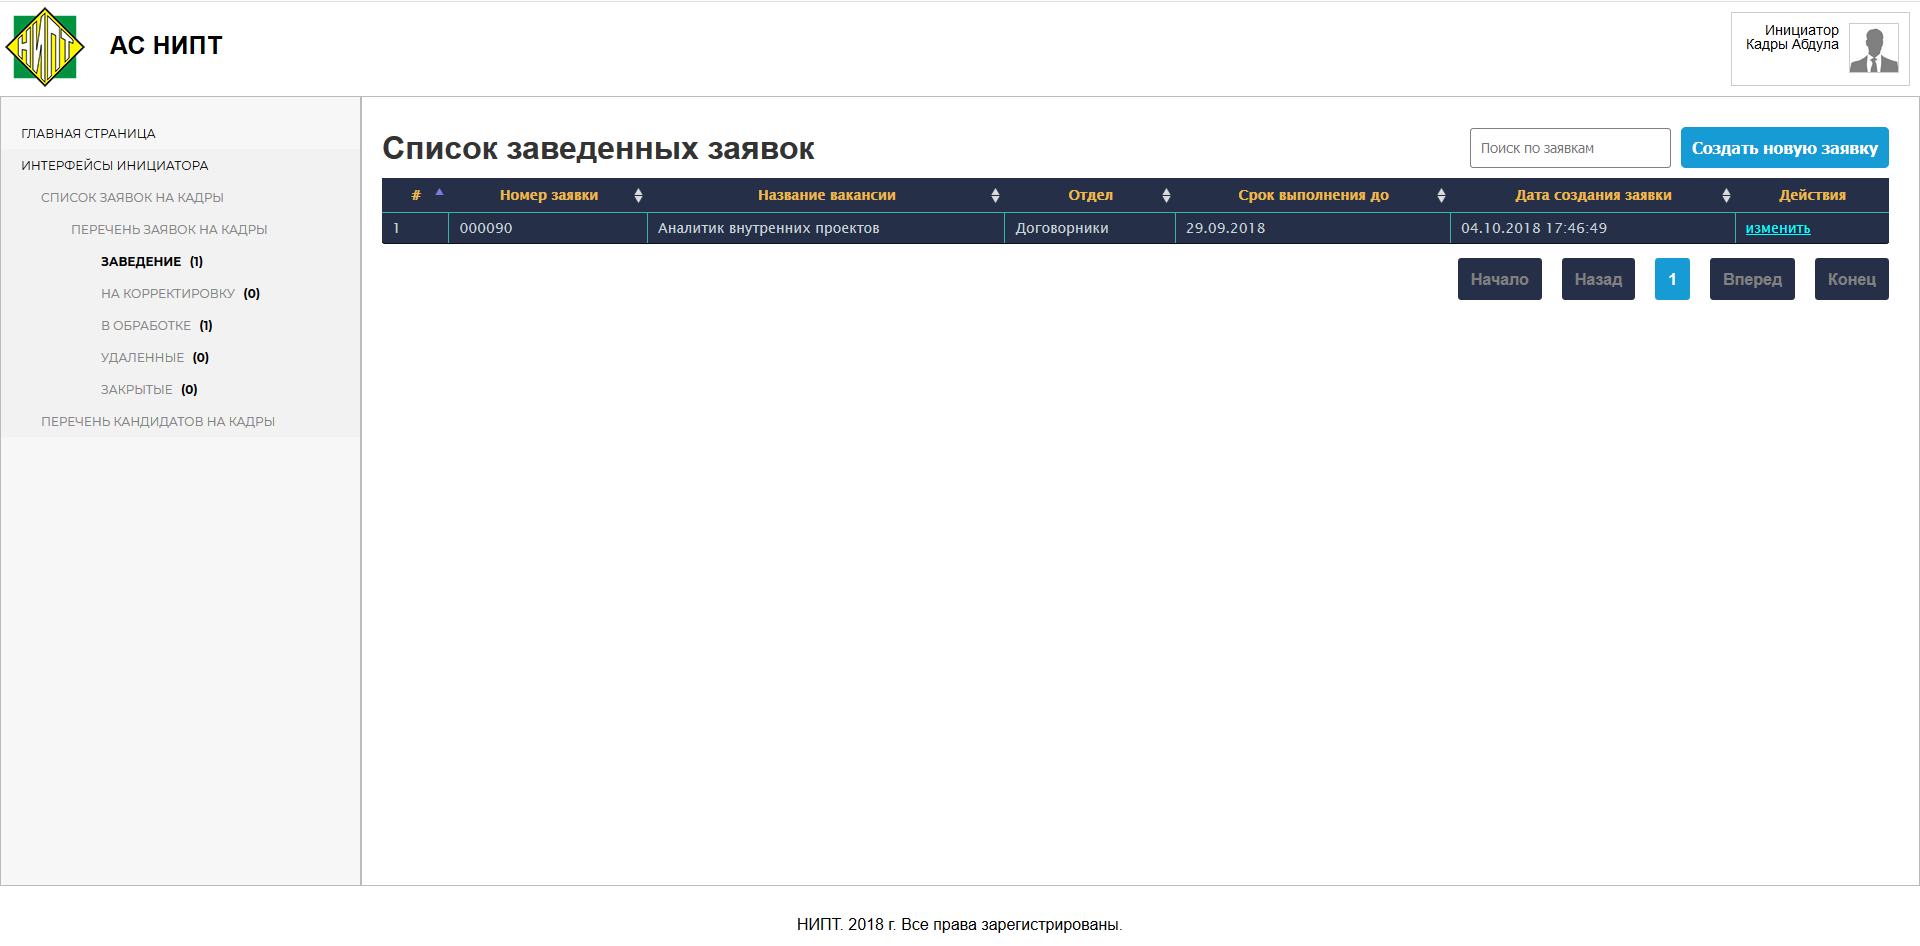 НИПТ
АС НИПТ
Инициатор
Кадры Абдула
ГЛАВНАЯ СТРАНИЦА
ИНТЕРФЕЙСЫ ИНИЦИАТОРА
СПИСОК ЗАЯВОК НА КАДРЫ
ПЕРЕЧЕНЬ ЗАЯВОК НА КАДРЫ
ЗАВЕДЕНИЕ (1)
НА КОРРЕКТИРОВКУ (0)
В ОБРАБОТКЕ (1)
УДАЛЕННЫЕ (0)
ЗАКРЫТЫЕ (0)
ПЕРЕЧЕНЬ КАНДИДАТОВ НА КАДРЫ
Список заведенных заявок
Поиск по заявкам
Создать новую заявку
# Номер заявки Название вакансии Отдел Срок выполнения до Дата создания заявки Действия
1 000090 Аналитик внутренних проектов Договорники 29.09.2018 04.10.2018 17:46:49 изменить
Начало Назад 1 Вперед Конец
НИПТ. 2018 г. Все права зарегистрированы.